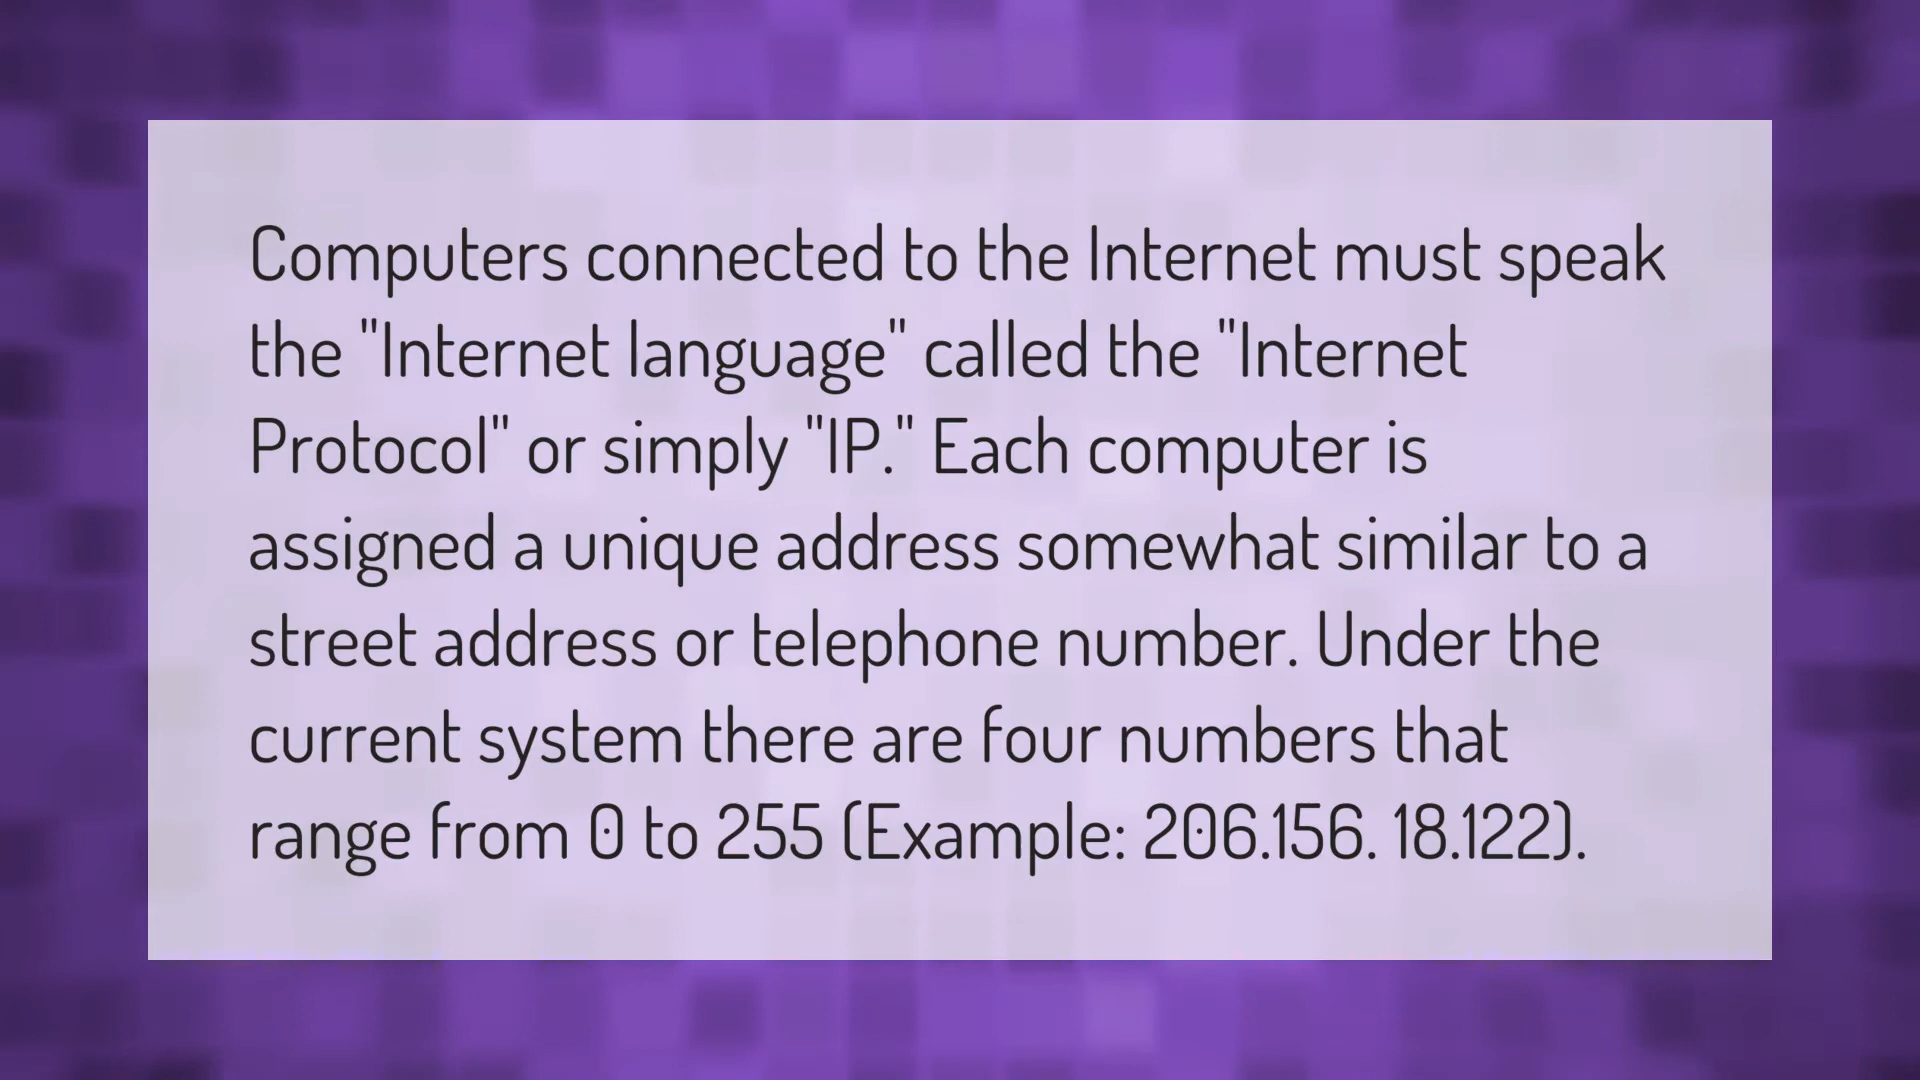 Computers connected to the Internet must speak
the "Internet language" called the "Internet
Protocol" or simply "IP." Each computer is
assigned a unique address somewhat similar to a
street address or telephone number. Under the
current system there are four numbers that
range from 0 to 255 (Example: 206.156. 18.122).